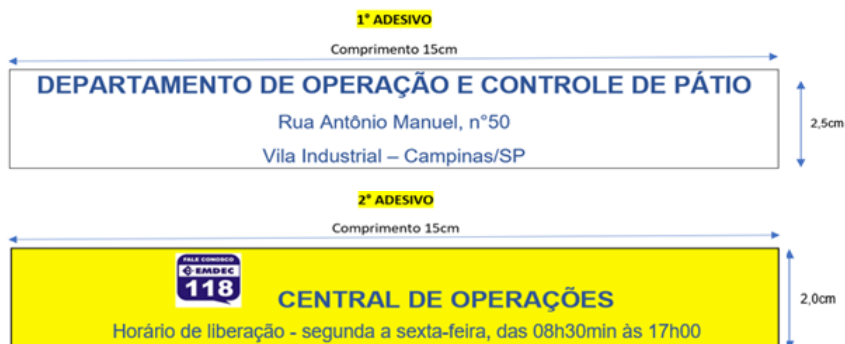 1° ADESIVO
Comprimento 15cm
DEPARTAMENTO DE OPERAÇÃO E CONTROLE DE PÁTIO
Rua Antônio Manuel, n°50
2,5cm
Vila Industrial – Campinas/SP
2° ADESIVO
Comprimento 15cm
FALE CONOSCO
EMDEC
118
CENTRAL DE OPERAÇÕES
2,0cm
Horário de liberação - segunda a sexta-feira, das 08h30min às 17h00